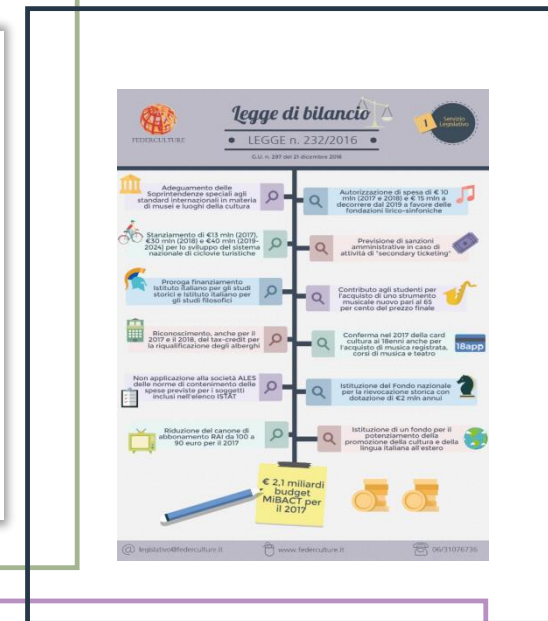 FEDERCULTURE
Legge di bilancio
LEGGE n. 232/2016
G.U. n. 297 del 21 dicembre 2016
1
Servizio
Legislativo
Adeguamento delle
Soprintendenze speciali agli
standard internazionali in materia
di musei e luoghi della cultura
Autorizzazione di spesa di € 10
mln (2017 e 2018) e € 15 mln a
decorrere dal 2019 a favore delle
fondazioni lirico-sinfoniche
Stanziamento di €13 mln (2017),
€30 mln (2018) e €40 mln (2019-
2024) per lo sviluppo del sistema
nazionale di ciclovie turistiche
Previsione di sanzioni
amministrative in caso di
attività di "secondary ticketing"
Proroga finanziamento
Istituto italiano per gli studi
storici e Istituto italiano per
gli studi filosofici
Contributo agli studenti per
l'acquisto di uno strumento
musicale nuovo pari al 65
per cento del prezzo finale
Riconoscimento, anche per il
2017 e il 2018, del tax-credit per
la riqualificazione degli alberghi
Conferma nel 2017 della card
cultura ai 18enni anche per
l'acquisto di musica registrata,
corsi di musica e teatro
18app
Non applicazione alla società ALES
delle norme di contenimento delle
spese previste per i soggetti
inclusi nell'elenco ISTAT
Istituzione del Fondo nazionale
per la rievocazione storica con
dotazione di €2 mln annui
Riduzione del canone di
abbonamento RAI da 100 a
90 euro per il 2017
Istituzione di un fondo per il
potenziamento della
promozione della cultura e della
lingua italiana all'estero
€ 2,1 miliardi
budget
MiBACT per
il 2017
@ legislativo@federculture.it
www. federculture.it
06/31076736